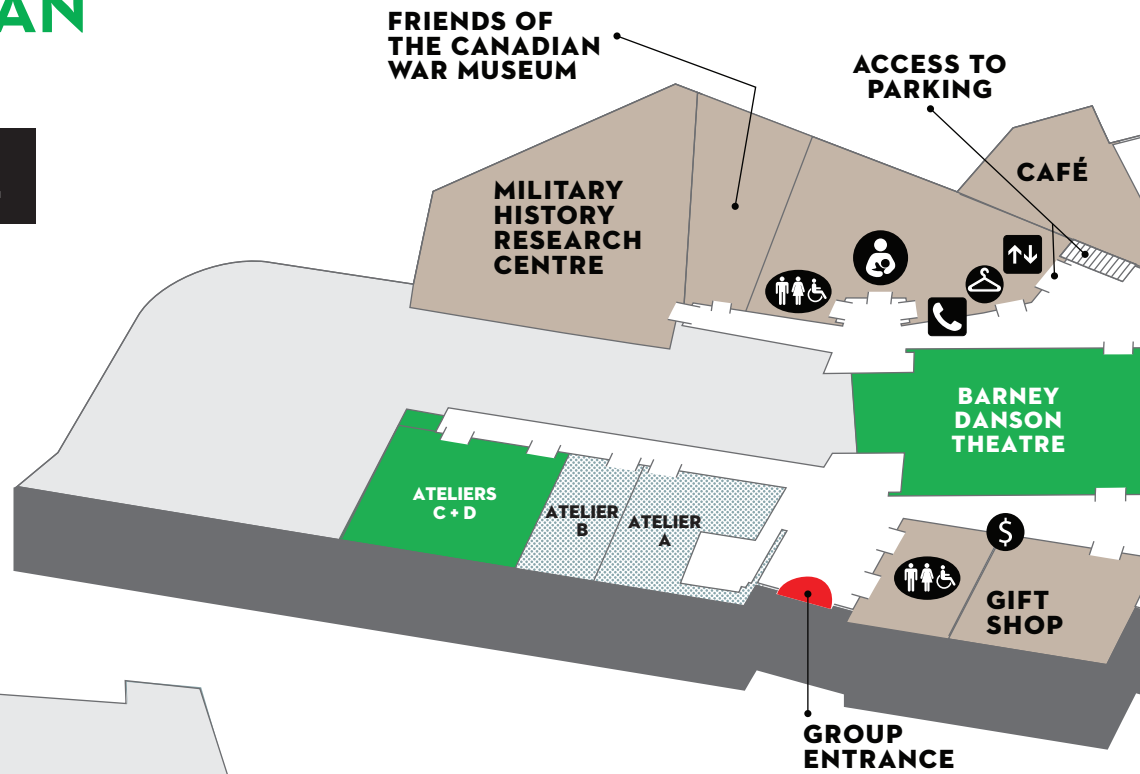 FRIENDS OF
THE CANADIAN
WAR MUSEUM
ACCESS TO
PARKING
CAFÉ
MILITARY
HISTORY
RESEARCH
CENTRE
BARNEY
DANSON
THEATRE
ATELIERS
C + D
ATELIER
B
ATELIER
A
$
GIFT
SHOP
GROUP
ENTRANCE